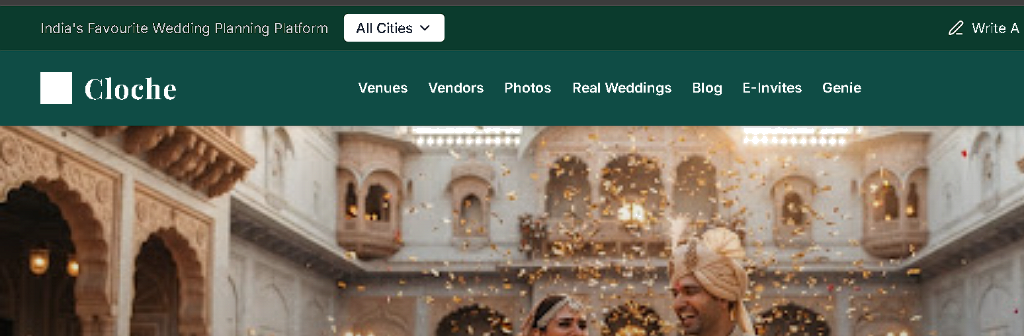 India's Favourite Wedding Planning Platform All Cities Write A
Cloche Venues Vendors Photos Real Weddings Blog E-Invites Genie